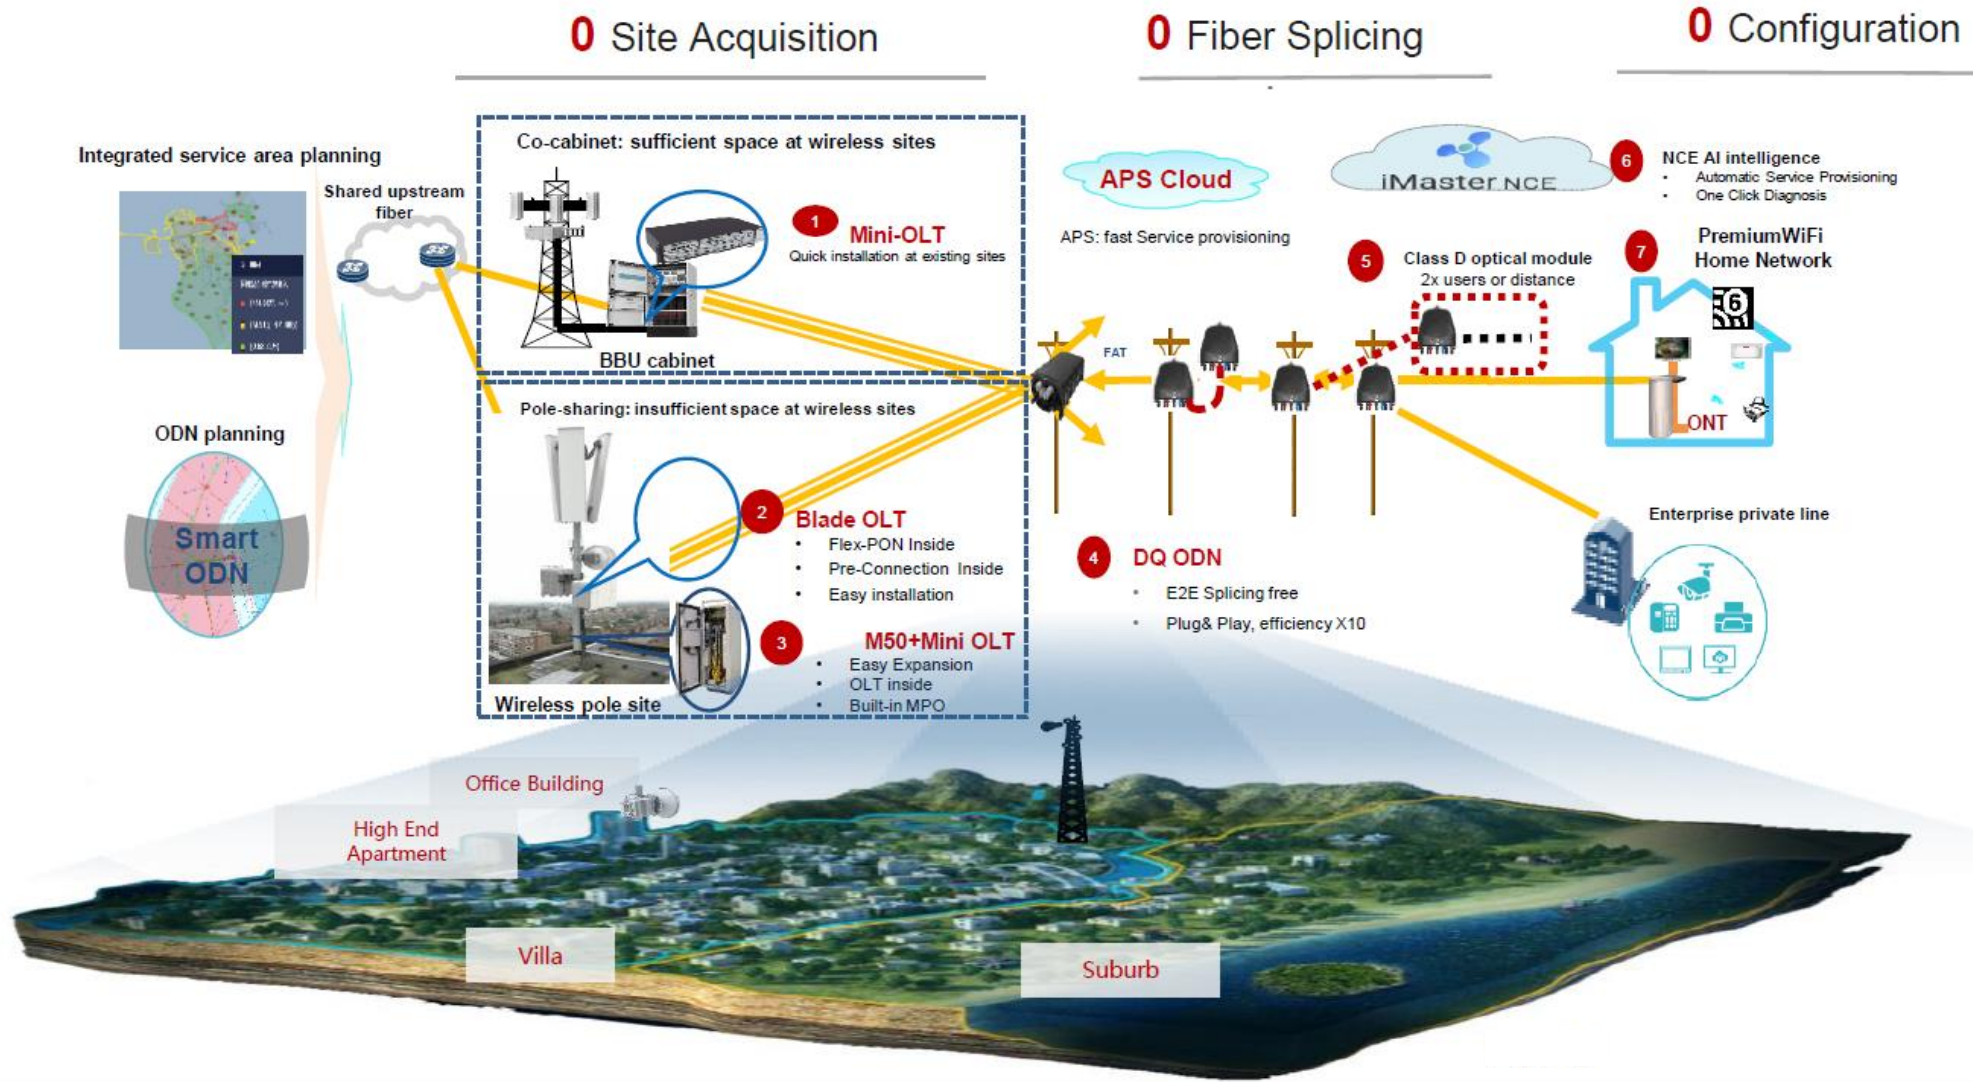 0 Site Acquisition
0 Fiber Splicing
0 Configuration
Integrated service area planning
Shared upstream
fiber
ODN planning
Smart
ODN
Co-cabinet: sufficient space at wireless sites
1
Mini-OLT
Quick installation at existing sites
BBU cabinet
Pole-sharing: insufficient space at wireless sites
2
Blade OLT
• Flex-PON Inside
• Pre-Connection Inside
• Easy installation
3
M50+Mini OLT
• Easy Expansion
• OLT inside
• Built-in MPO
Wireless pole site
APS Cloud
APS: fast Service provisioning
iMaster NCE
FAT
4
DQ ODN
• E2E Splicing free
• Plug& Play, efficiency X10
5
Class D optical module
2x users or distance
6
NCE AI intelligence
• Automatic Service Provisioning
• One Click Diagnosis
7
PremiumWiFi
Home Network
6
ONT
Enterprise private line
Office Building
High End
Apartment
Villa
Suburb